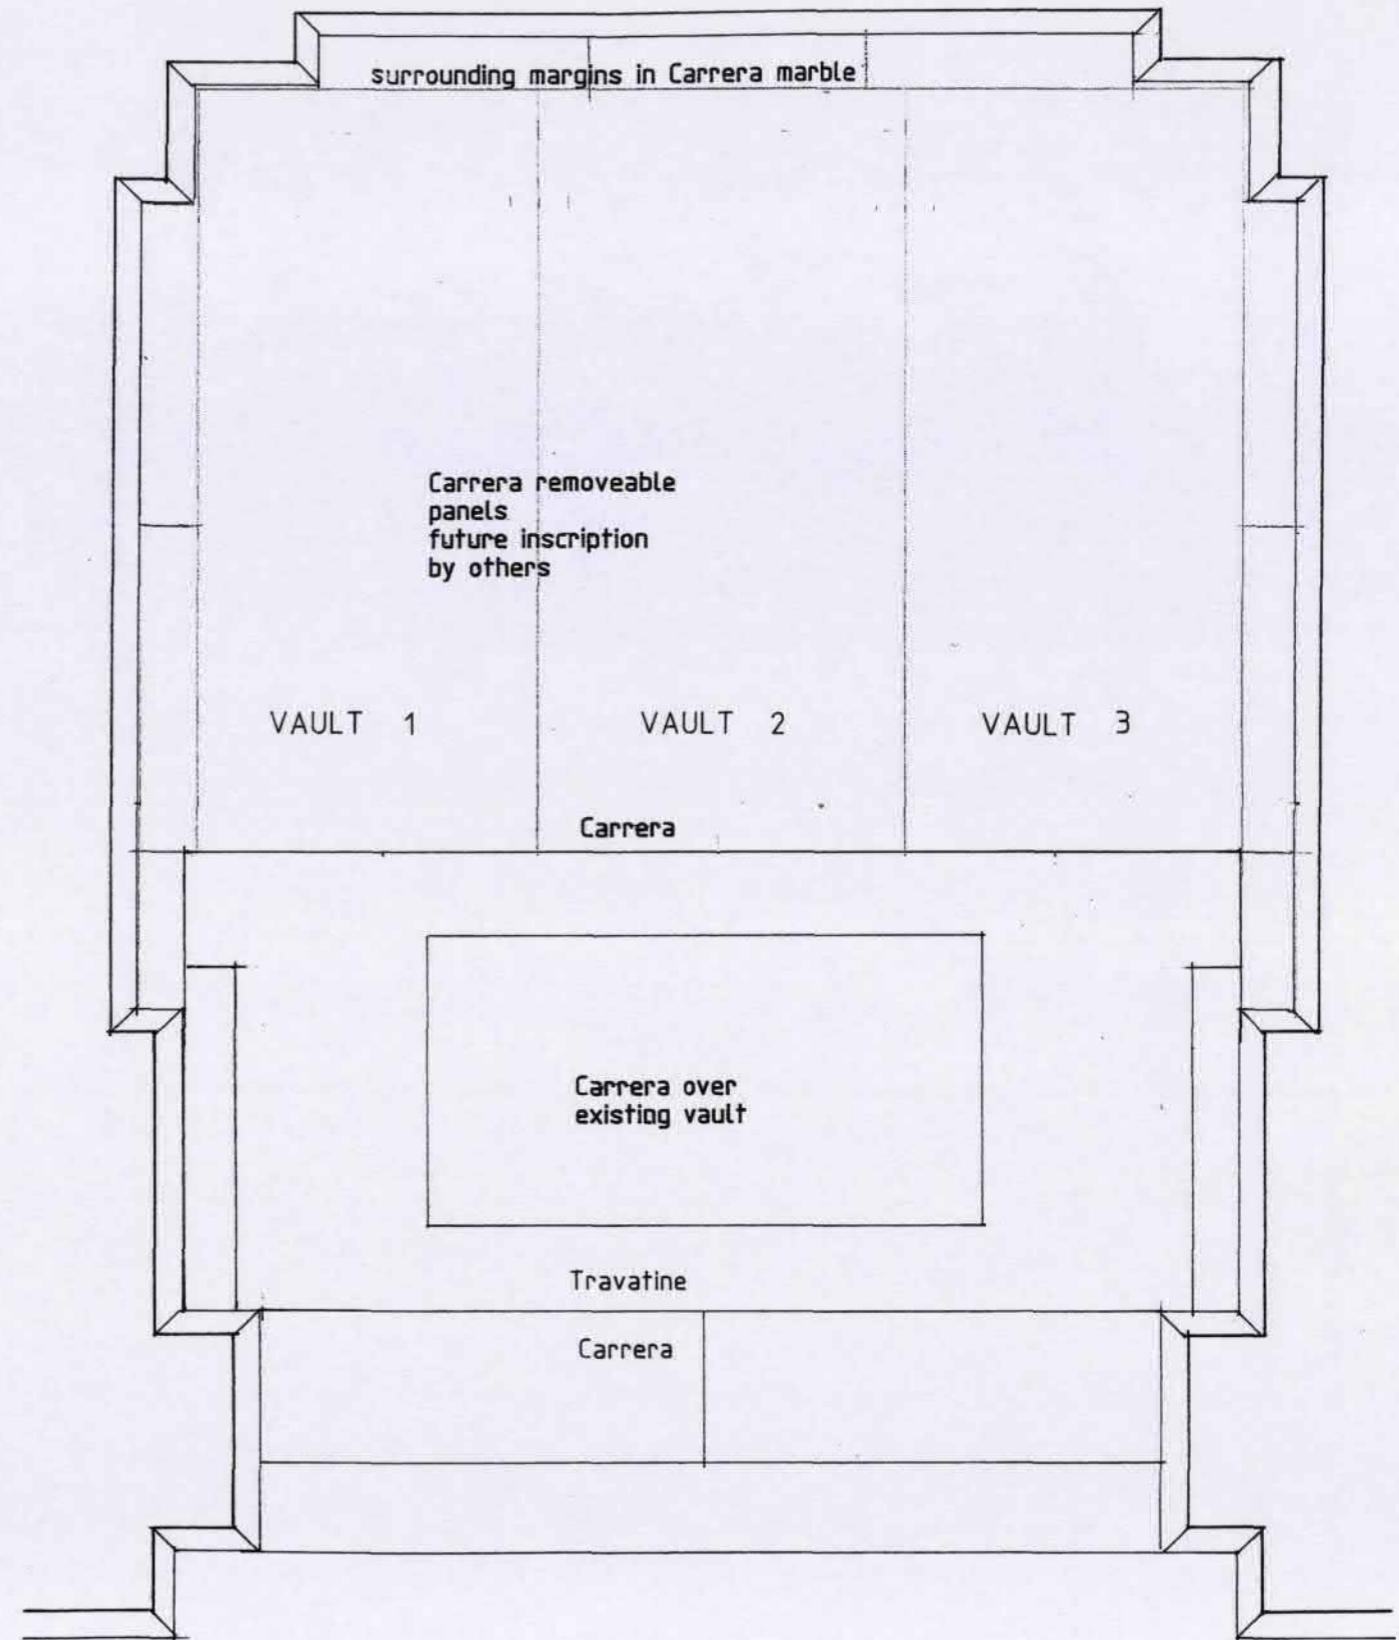 surrounding margins in Carrera marble
Carrera removeable
panels
future inscription
by others
VAULT 1
VAULT 2
VAULT 3
Carrera
Carrera over
existing vault
Travatine
Carrera